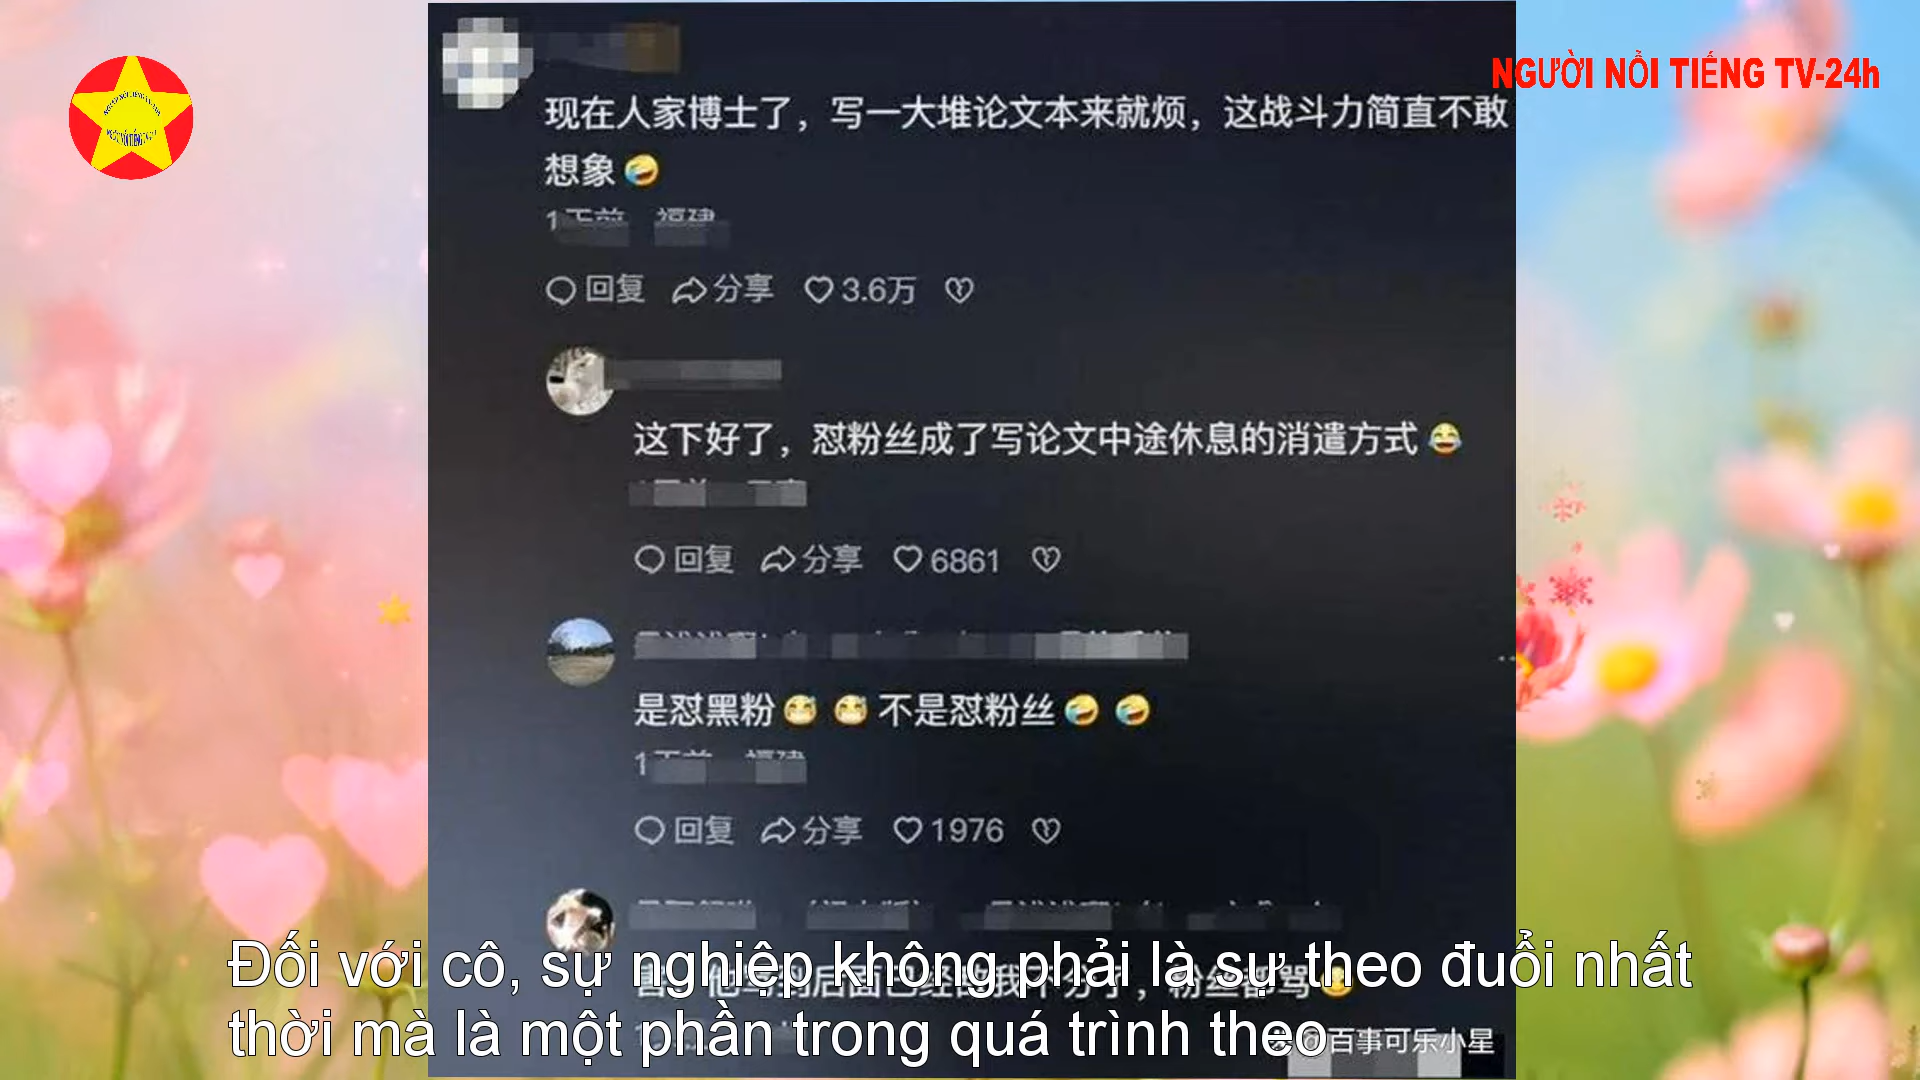 NGƯỜI NỔI TIẾNG TV-24h
现在人家博士了，写一大堆论文本来就烦，这战斗力简直不敢
想象
回复 分享 3.6万
这下好了，怼粉丝成了写论文中途休息的消遣方式
回复 分享 6861
是怼黑粉 不是怼粉丝
回复 分享 1976
Đối với cô, sự nghiệp không phải là sự theo đuổi nhất
thời mà là một phần trong quá trình theo
@百事可乐小星